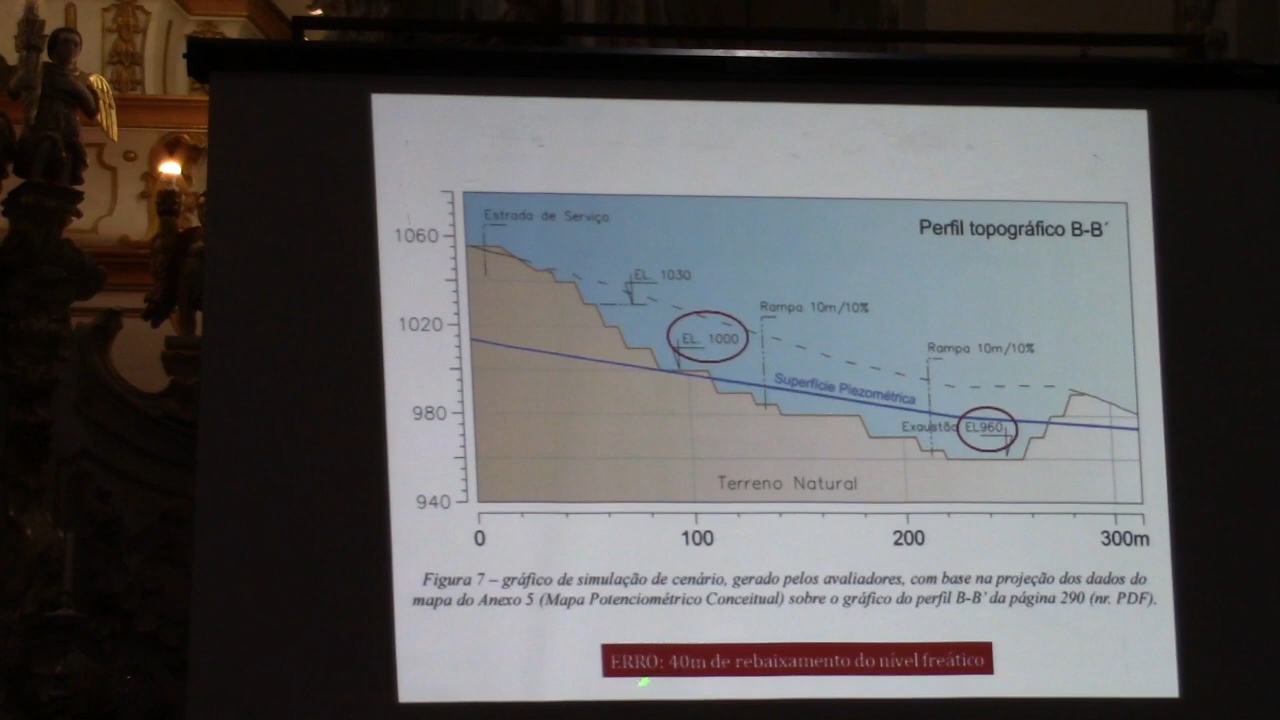 Perfil topográfico B-B´
Estrada de Serviço
1060
EL. 1030
Rampa 10m/10%
1020
EL. 1000
Rampa 10m/10%
Superfície Piezométrica
980
Exaustão EL960
Terreno Natural
940
0 100 200 300m
Figura 7 – gráfico de simulação de cenário, gerado pelos avaliadores, com base na projeção dos dados do
mapa do Anexo 5 (Mapa Potenciométrico Conceitual) sobre o gráfico do perfil B-B' da página 290 (nr. PDF).
ERRO: 40m de rebaixamento do nível freático